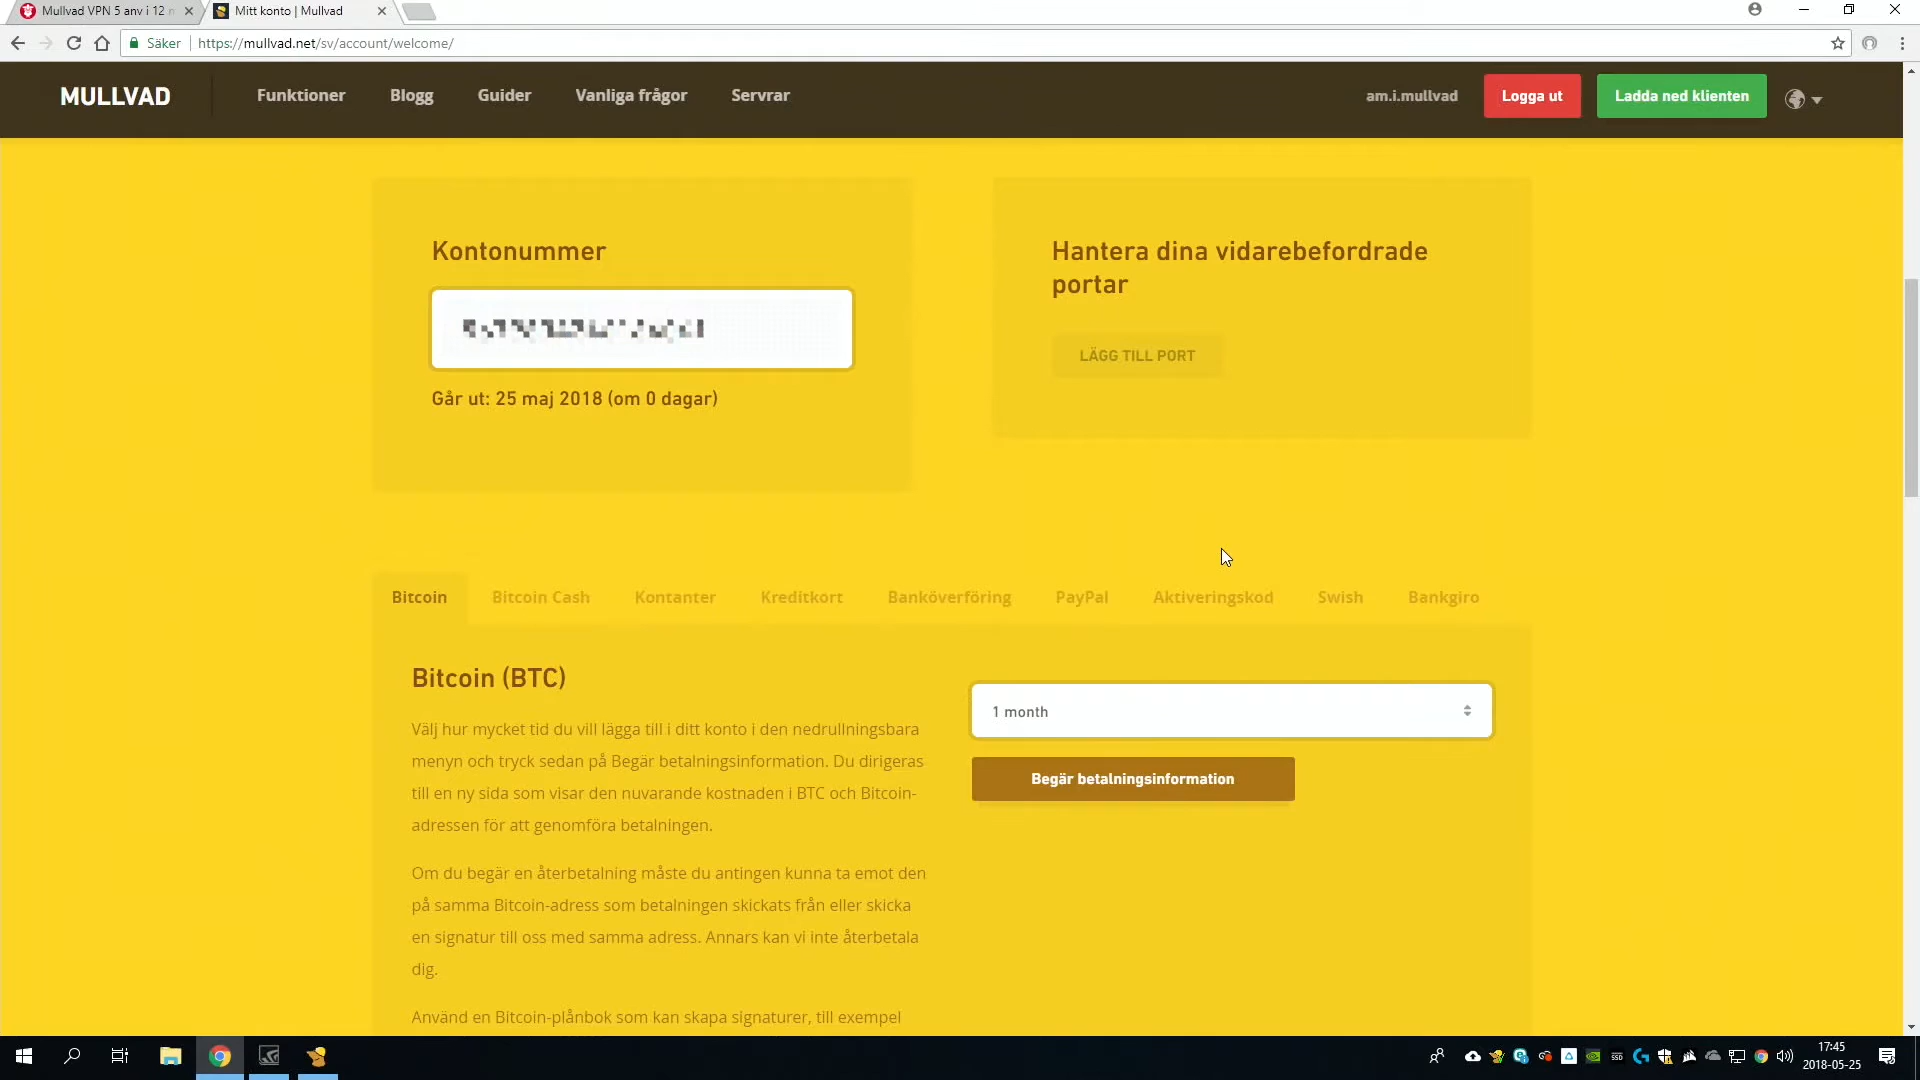 Mullvad VPN 5 anv i 12
Mitt konto | Mullvad
Säker
https://mullvad.net/sv/account/welcome/
MULLVAD
Funktioner
Blogg
Guider
Vanliga frågor
Servrar
am.i.mullvad
Logga ut
Ladda ned klienten
Kontonummer
Går ut: 25 maj 2018 (om 0 dagar)
Hantera dina vidarebefordrade
portar
LÄGG TILL PORT
Bitcoin
Bitcoin Cash
Kontanter
Kreditkort
Banköverföring
PayPal
Aktiveringskod
Swish
Bankgiro
Bitcoin (BTC)
Välj hur mycket tid du vill lägga till i ditt konto i den nedrullningsbara
menyn och tryck sedan på Begär betalningsinformation. Du dirigeras
till en ny sida som visar den nuvarande kostnaden i BTC och Bitcoin-
adressen för att genomföra betalningen.
Om du begär en återbetalning måste du antingen kunna ta emot den
på samma Bitcoin-adress som betalningen skickats från eller skicka
en signatur till oss med samma adress. Annars kan vi inte återbetala
dig.
Använd en Bitcoin-plånbok som kan skapa signaturer, till exempel
1 month
Begär betalningsinformation
SSD
17:45
2018-05-25